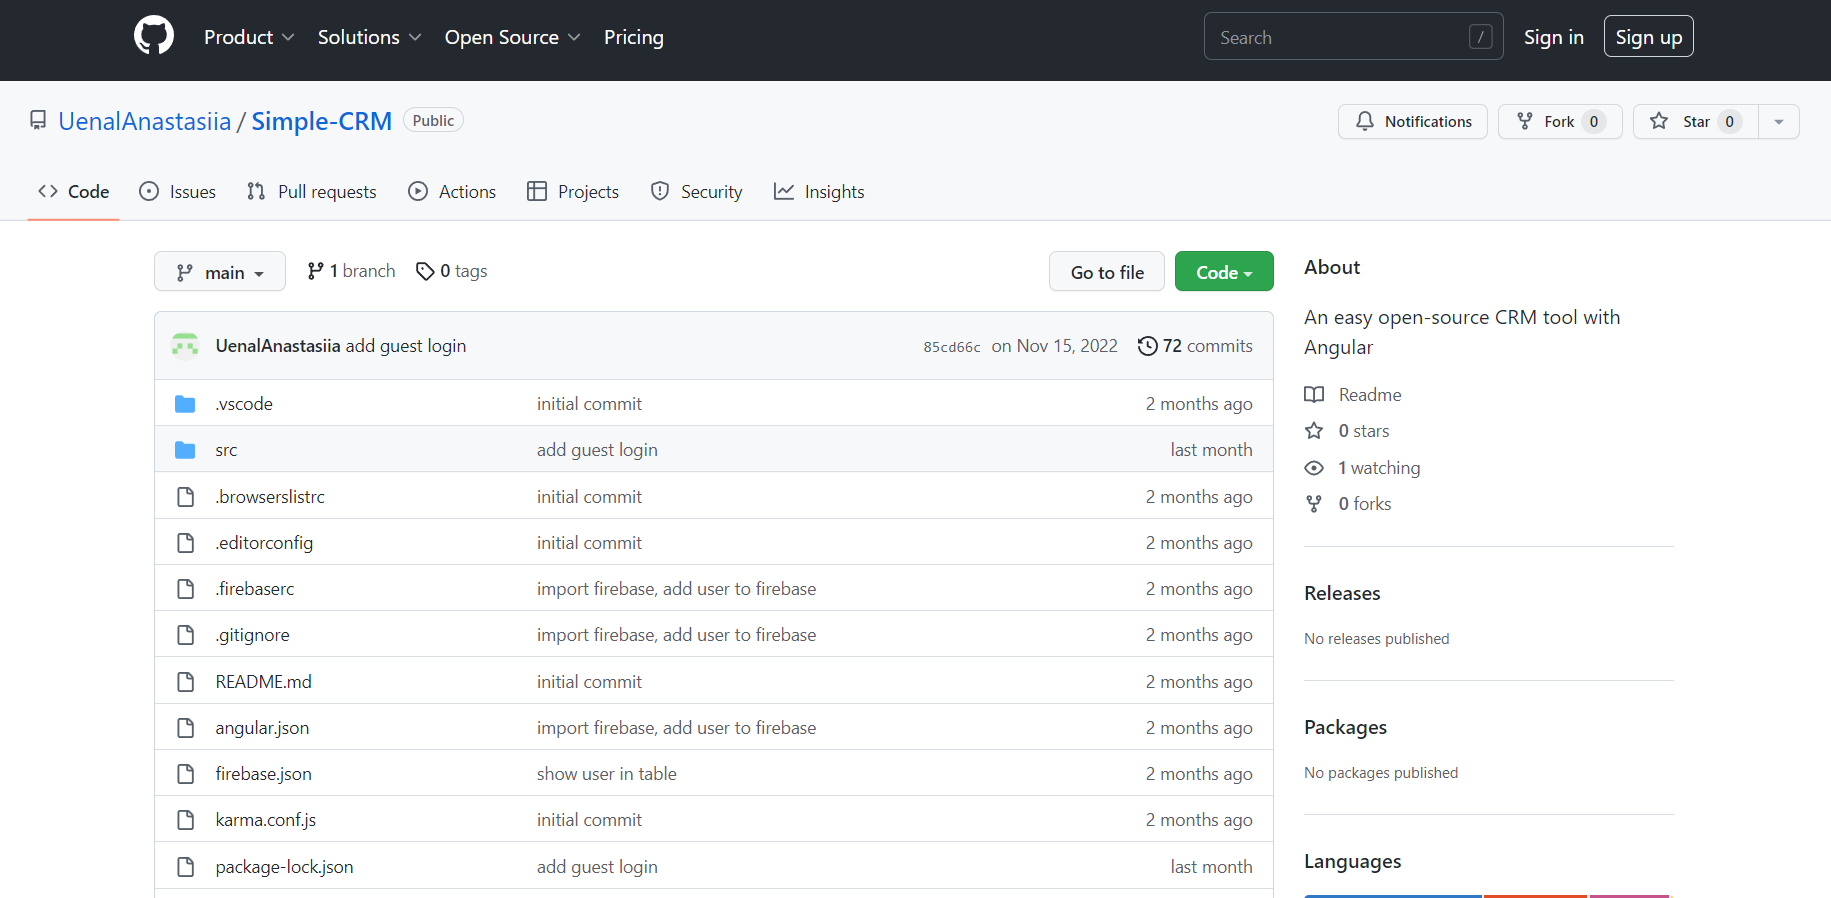 Product Solutions Open Source Pricing Search / Sign in Sign up
UenalAnastasiia / Simple-CRM Public Notifications Fork 0 Star 0
Code Issues Pull requests Actions Projects Security Insights
main 1 branch 0 tags Go to file Code
UenalAnastasiia add guest login 85cd66c on Nov 15, 2022 72 commits
.vscode initial commit 2 months ago
src add guest login last month
.browserslistrc initial commit 2 months ago
.editorconfig initial commit 2 months ago
.firebaserc import firebase, add user to firebase 2 months ago
.gitignore import firebase, add user to firebase 2 months ago
README.md initial commit 2 months ago
angular.json import firebase, add user to firebase 2 months ago
firebase.json show user in table 2 months ago
karma.conf.js initial commit 2 months ago
package-lock.json add guest login last month
About
An easy open-source CRM tool with
Angular
Readme
0 stars
1 watching
0 forks
Releases
No releases published
Packages
No packages published
Languages